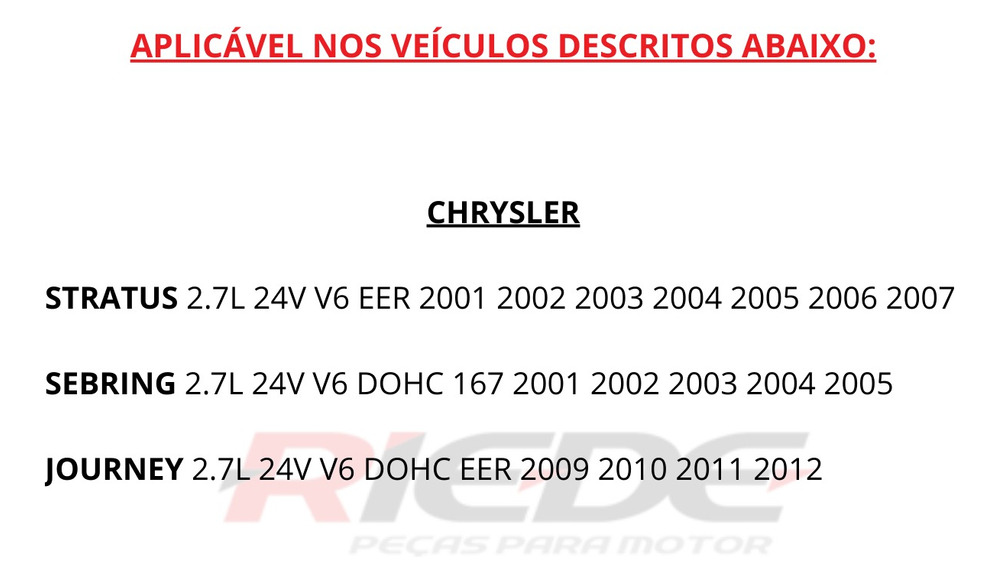 APLICÁVEL NOS VEÍCULOS DESCRITOS ABAIXO:
CHRYSLER
STRATUS 2.7L 24V V6 EER 2001 2002 2003 2004 2005 2006 2007
SEBRING 2.7L 24V V6 DOHC 167 2001 2002 2003 2004 2005
JOURNEY 2.7L 24V V6 DOHC EER 2009 2010 2011 2012
RIEDE
PEÇAS PARA MOTOR